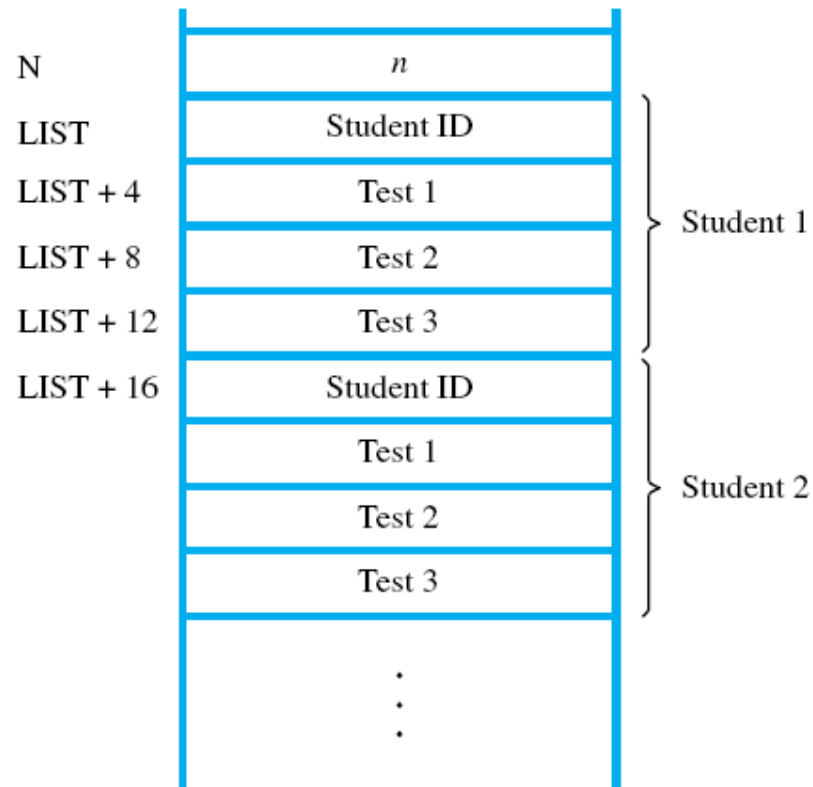 N
n
LIST
Student ID
LIST + 4
Test 1
Student 1
LIST + 8
Test 2
LIST + 12
Test 3
LIST + 16
Student ID
Test 1
Student 2
Test 2
Test 3